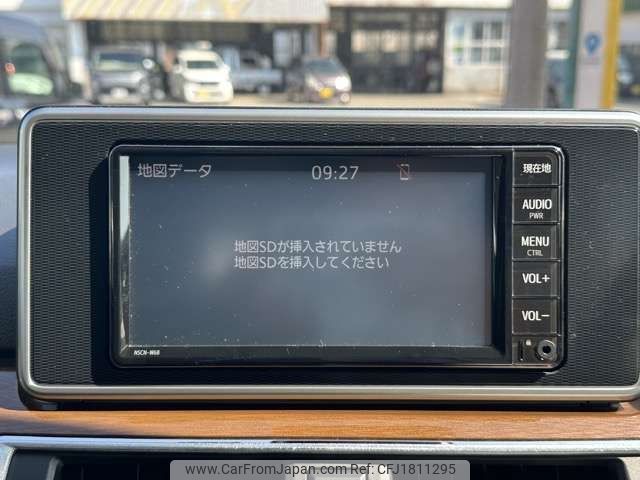 地図データ 09:27
地図SDが挿入されていません
地図SDを挿入してください
現在地
AUDIO
PWR
MENU
CTRL
VOL+
VOL-
NSCN-W68
www.CarFromJapan.com Ref:CFJ1811295